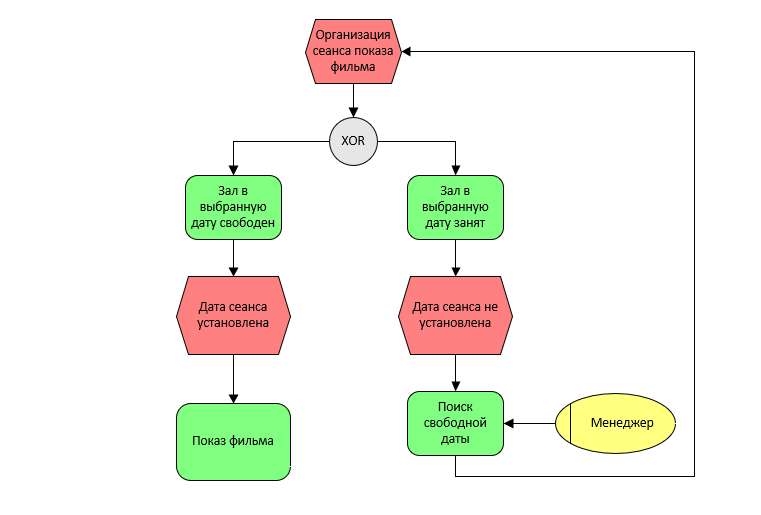 Организация
сеанса показа
фильма
XOR
Зал в
выбранную
дату свободен
Зал в
выбранную
дату занят
Дата сеанса
установлена
Дата сеанса не
установлена
Показ фильма
Поиск
свободной
даты
Менеджер